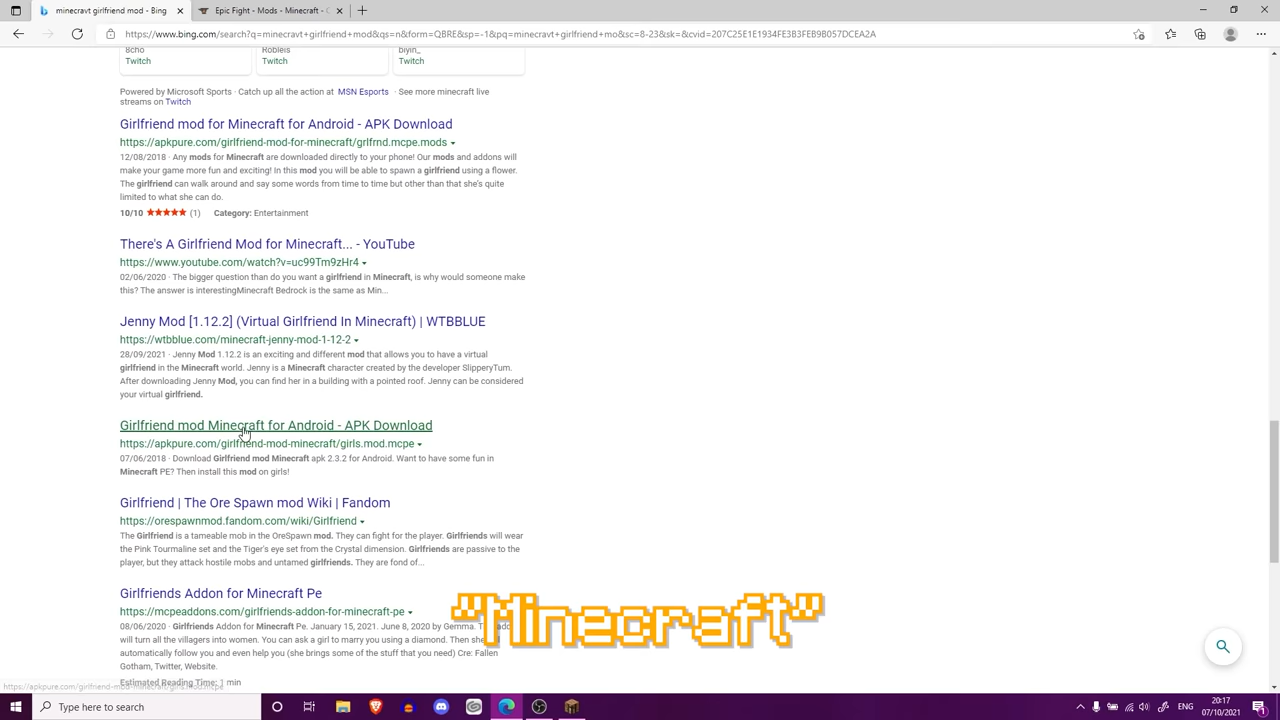 https://www.bing.com/search?q=minecravt+girlfriend+mod&qs=n&form=QBRE&sp=-1&pq=minecravt+girlfriend+mo&sc=8-23&sk=&cvid=207C25E1E1934FE3B3FEB9B057DCEA2A
8cho
Robleis
biyin_
Twitch
Twitch
Twitch
Powered by Microsoft Sports · Catch up all the action at MSN Esports · See more minecraft live
streams on Twitch
Girlfriend mod for Minecraft for Android - APK Download
https://apkpure.com/girlfriend-mod-for-minecraft/grlfrnd.mcpe.mods
12/08/2018 · Any mods for Minecraft are downloaded directly to your phone! Our mods and addons will
make your game more fun and exciting! In this mod you will be able to spawn a girlfriend using a flower.
The girlfriend can walk around and say some words from time to time but other than that she's quite
limited to what she can do.
10/10 ★★★★★ (1) Category: Entertainment
There's A Girlfriend Mod for Minecraft... - YouTube
https://www.youtube.com/watch?v=uc99Tm9zHr4
02/06/2020 · The bigger question than do you want a girlfriend in Minecraft, is why would someone make
this? The answer is interestingMinecraft Bedrock is the same as Min...
Jenny Mod [1.12.2] (Virtual Girlfriend In Minecraft) | WTBBLUE
https://wtbblue.com/minecraft-jenny-mod-1-12-2
28/09/2021 · Jenny Mod 1.12.2 is an exciting and different mod that allows you to have a virtual
girlfriend in the Minecraft world. Jenny is a Minecraft character created by the developer SlipperyTum.
After downloading Jenny Mod, you can find her in a building with a pointed roof. Jenny can be considered
your virtual girlfriend.
Girlfriend mod Minecraft for Android - APK Download
https://apkpure.com/girlfriend-mod-minecraft/girls.mod.mcpe
07/06/2018 · Download Girlfriend mod Minecraft apk 2.3.2 for Android. Want to have some fun in
Minecraft PE? Then install this mod on girls!
Girlfriend | The Ore Spawn mod Wiki | Fandom
https://orespawnmod.fandom.com/wiki/Girlfriend
The Girlfriend is a tameable mob in the OreSpawn mod. They can fight for the player. Girlfriends will wear
the Pink Tourmaline set and the Tiger's eye set from the Crystal dimension. Girlfriends are passive to the
player, but they attack hostile mobs and untamed girlfriends. They are fond of...
Girlfriends Addon for Minecraft Pe
https://mcpeaddons.com/girlfriends-addon-for-minecraft-pe
"Minecraft"
08/06/2020 · Girlfriends Addon for Minecraft Pe. January 15, 2021. June 8, 2020 by Gemma.
will turn all the villagers into women. You can ask a girl to marry you using a diamond. Then
automatically follow you and even help you (she brings some of the stuff that you need) Cre: Fallen
Gotham, Twitter, Website.
Estimated Reading Time: 1 min
https://apkpure.com/girlfriend-mod-minecraft/girls.mod.mcpe
Type here to search
ENG
20:17
07/10/2021